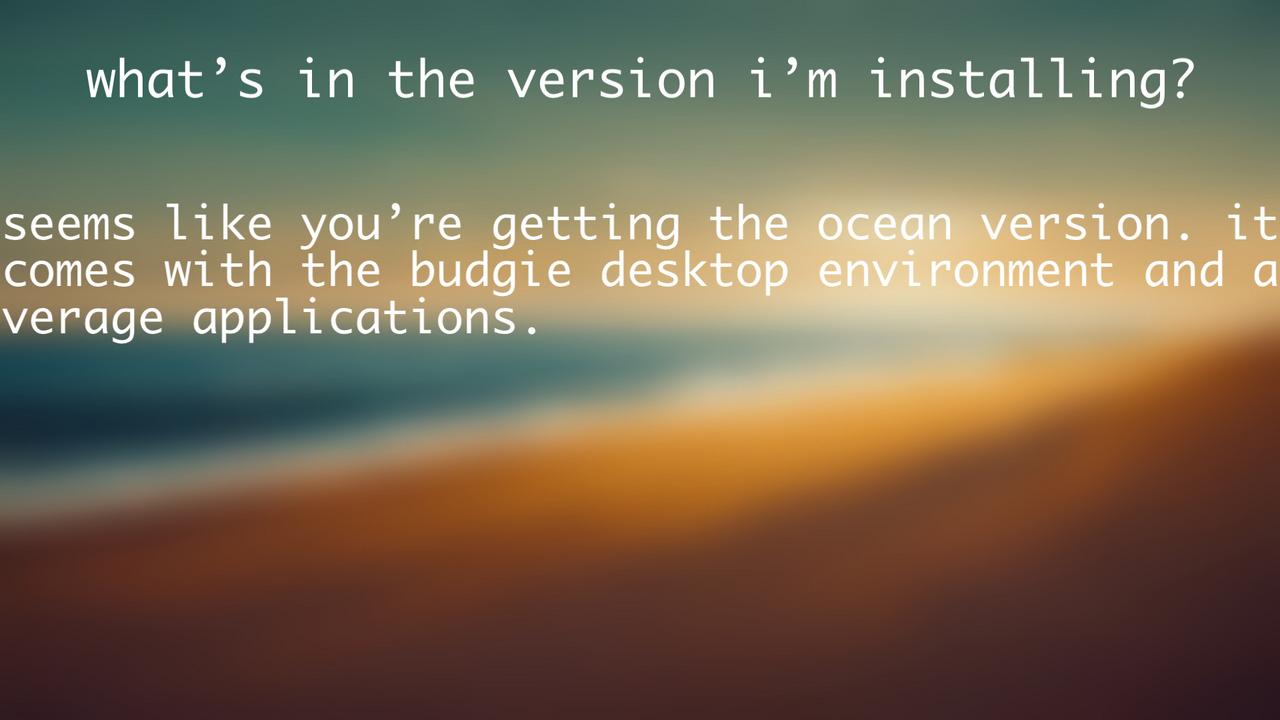 what’s in the version i’m installing?
seems like you’re getting the ocean version. it
comes with the budgie desktop environment and a
verage applications.